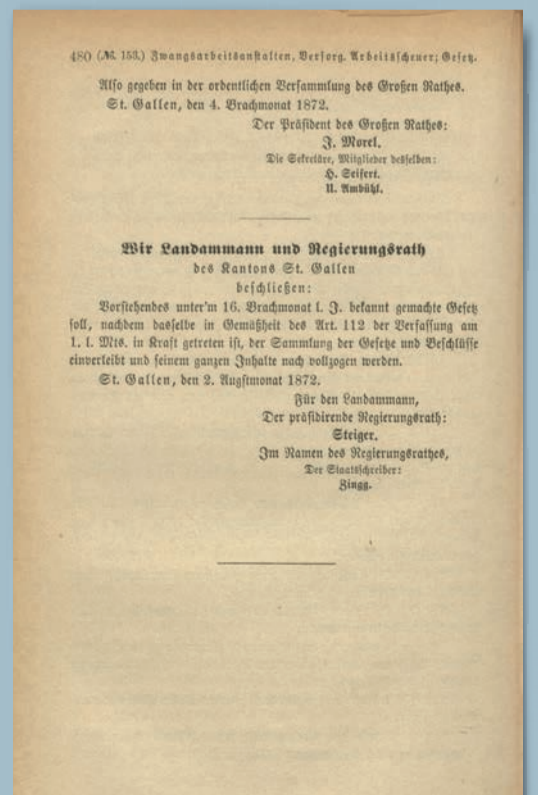 480 (№. 153.) Zwangsarbeitsanstalten, Versorg. Arbeitsscheuer; Gesetz.
Also gegeben in der ordentlichen Versammlung des Großen Rathes.
St. Gallen, den 4. Brachmonat 1872.
Der Präsident des Großen Rathes:
J. Morel.
Die Sekretäre, Mitglieder desselben:
H. Seifert.
U. Ambühl.
Wir Landammann und Regierungsrath
des Kantons St. Gallen
beschließen:
Vorstehendes unter'm 16. Brachmonat l. J. bekannt gemachte Gesetz
soll, nachdem dasselbe in Gemäßheit des Art. 112 der Verfassung am
1. l. Mts. in Kraft getreten ist, der Sammlung der Gesetze und Beschlüsse
einverleibt und seinem ganzen Inhalte nach vollzogen werden.
St. Gallen, den 2. Augstmonat 1872.
Für den Landammann,
Der präsidirende Regierungsrath:
Steiger.
Im Namen des Regierungsrathes,
Der Staatsschreiber:
Zingg.